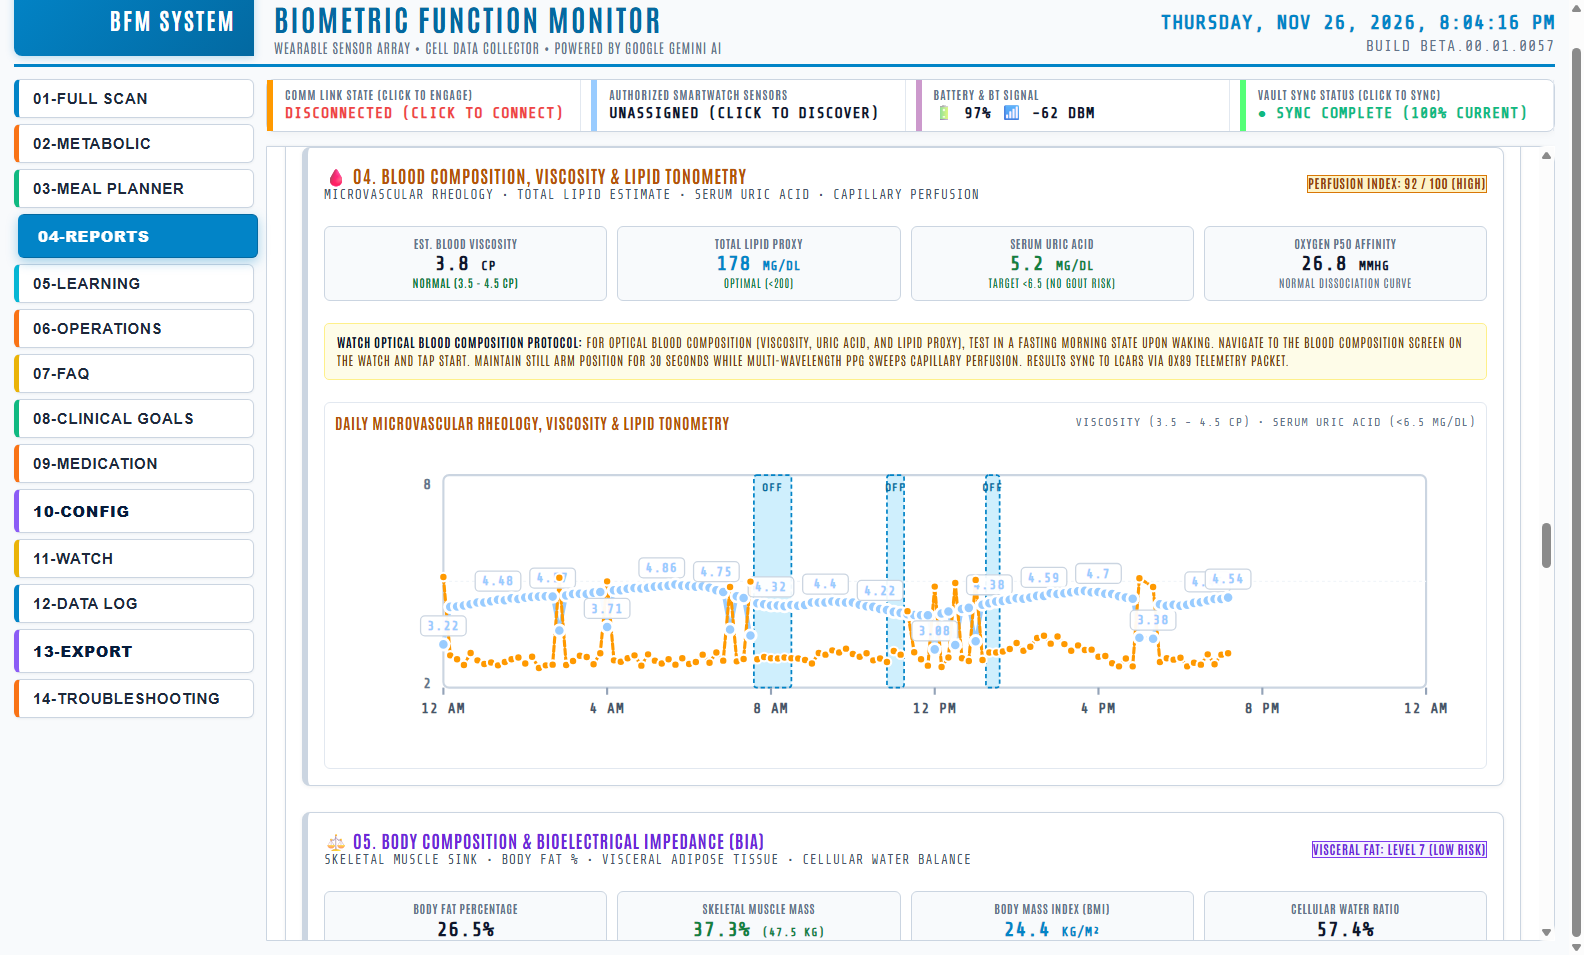 BFM SYSTEM
BIOMETRIC FUNCTION MONITOR
WEARABLE SENSOR ARRAY • CELL DATA COLLECTOR • POWERED BY GOOGLE GEMINI AI
THURSDAY, NOV 26, 2026, 8:04:16 PM
BUILD BETA.00.01.0057
01-FULL SCAN
02-METABOLIC
03-MEAL PLANNER
04-REPORTS
05-LEARNING
06-OPERATIONS
07-FAQ
08-CLINICAL GOALS
09-MEDICATION
10-CONFIG
11-WATCH
12-DATA LOG
13-EXPORT
14-TROUBLESHOOTING
COMM LINK STATE (CLICK TO ENGAGE)
DISCONNECTED (CLICK TO CONNECT)
AUTHORIZED SMARTWATCH SENSORS
UNASSIGNED (CLICK TO DISCOVER)
BATTERY & BT SIGNAL
97% -62 DBM
VAULT SYNC STATUS (CLICK TO SYNC)
● SYNC COMPLETE (100% CURRENT)
04. BLOOD COMPOSITION, VISCOSITY & LIPID TONOMETRY
MICROVASCULAR RHEOLOGY · TOTAL LIPID ESTIMATE · SERUM URIC ACID · CAPILLARY PERFUSION
PERFUSION INDEX: 92 / 100 (HIGH)
EST. BLOOD VISCOSITY
3.8 CP
NORMAL (3.5 - 4.5 CP)
TOTAL LIPID PROXY
178 MG/DL
OPTIMAL (<200)
SERUM URIC ACID
5.2 MG/DL
TARGET <6.5 (NO GOUT RISK)
OXYGEN P50 AFFINITY
26.8 MMHG
NORMAL DISSOCIATION CURVE
WATCH OPTICAL BLOOD COMPOSITION PROTOCOL: FOR OPTICAL BLOOD COMPOSITION (VISCOSITY, URIC ACID, AND LIPID PROXY), TEST IN A FASTING MORNING STATE UPON WAKING. NAVIGATE TO THE BLOOD COMPOSITION SCREEN ON
THE WATCH AND TAP START. MAINTAIN STILL ARM POSITION FOR 30 SECONDS WHILE MULTI-WAVELENGTH PPG SWEEPS CAPILLARY PERFUSION. RESULTS SYNC TO LCARS VIA 0X89 TELEMETRY PACKET.
DAILY MICROVASCULAR RHEOLOGY, VISCOSITY & LIPID TONOMETRY
VISCOSITY (3.5 - 4.5 CP) · SERUM URIC ACID (<6.5 MG/DL)
8
OFF OFF OFF
4.86 4.75 4.59 4.7 4.54
4.48 4.32 4.4 4.22
3.71
3.22 3.08 3.38
2
12 AM 4 AM 8 AM 12 PM 4 PM 8 PM 12 AM
05. BODY COMPOSITION & BIOELECTRICAL IMPEDANCE (BIA)
SKELETAL MUSCLE SINK · BODY FAT % · VISCERAL ADIPOSE TISSUE · CELLULAR WATER BALANCE
VISCERAL FAT: LEVEL 7 (LOW RISK)
BODY FAT PERCENTAGE
26.5%
SKELETAL MUSCLE MASS
37.3% (47.5 KG)
BODY MASS INDEX (BMI)
24.4 KG/M²
CELLULAR WATER RATIO
57.4%